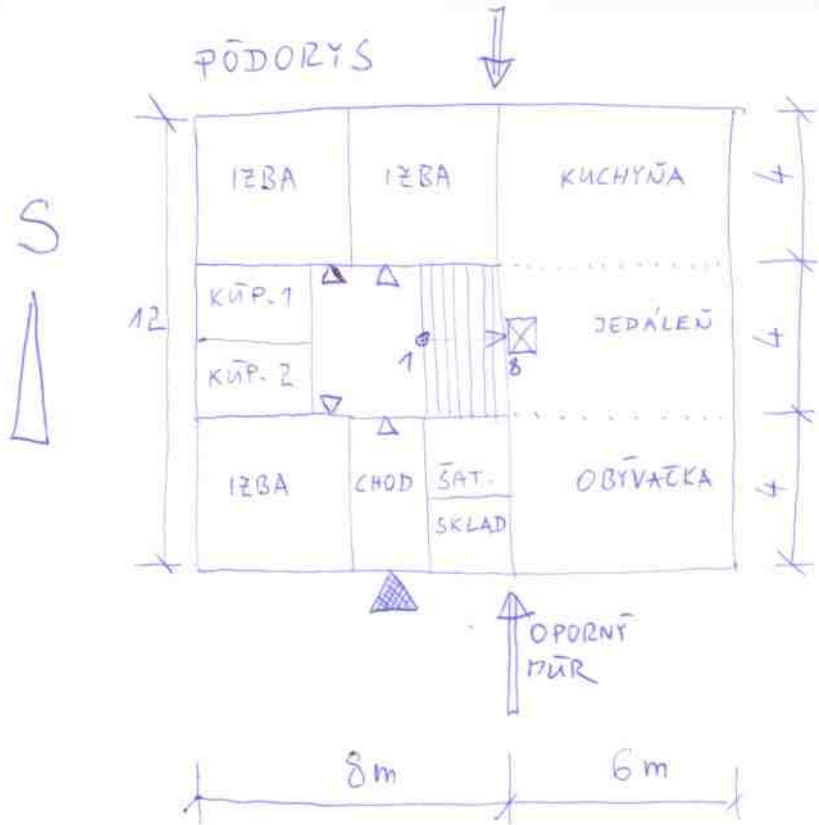 PÔDORYS
IZBA
IZBA
KUCHYŇA
4
S
12
KÚP. 1
KÚP. 2
1
8
JEDÁLEŇ
4
IZBA
CHOD
ŠAT.
SKLAD
OBÝVAČKA
4
OPORNÝ
MÚR
8m
6m